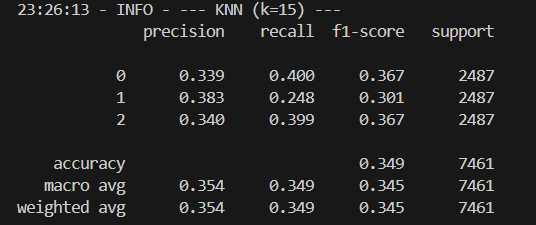 23:26:13 - INFO - --- KNN (k=15) ---
precision recall f1-score support
0 0.339 0.400 0.367 2487
1 0.383 0.248 0.301 2487
2 0.340 0.399 0.367 2487
accuracy 0.349 7461
macro avg 0.354 0.349 0.345 7461
weighted avg 0.354 0.349 0.345 7461